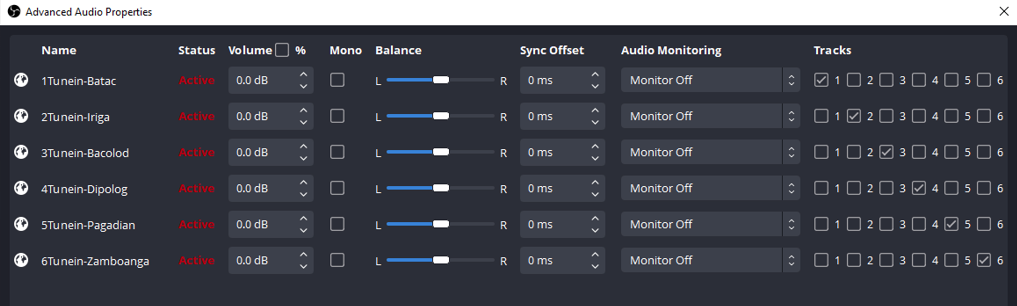 Advanced Audio Properties
Name Status Volume % Mono Balance Sync Offset Audio Monitoring Tracks
1Tunein-Batac Active 0.0 dB L R 0 ms Monitor Off 1 2 3 4 5 6
2Tunein-Iriga Active 0.0 dB L R 0 ms Monitor Off 1 2 3 4 5 6
3Tunein-Bacolod Active 0.0 dB L R 0 ms Monitor Off 1 2 3 4 5 6
4Tunein-Dipolog Active 0.0 dB L R 0 ms Monitor Off 1 2 3 4 5 6
5Tunein-Pagadian Active 0.0 dB L R 0 ms Monitor Off 1 2 3 4 5 6
6Tunein-Zamboanga Active 0.0 dB L R 0 ms Monitor Off 1 2 3 4 5 6